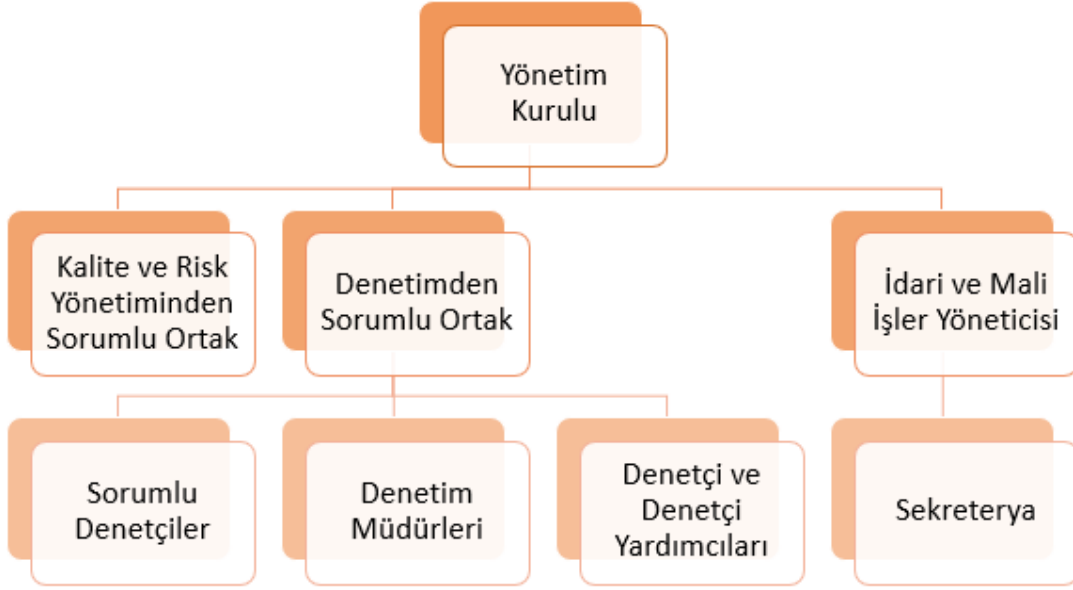 Yönetim
Kurulu
Kalite ve Risk
Yönetiminden
Sorumlu Ortak
Denetimden
Sorumlu Ortak
İdari ve Mali
İşler Yöneticisi
Sorumlu
Denetçiler
Denetim
Müdürleri
Denetçi ve
Denetçi
Yardımcıları
Sekreterya